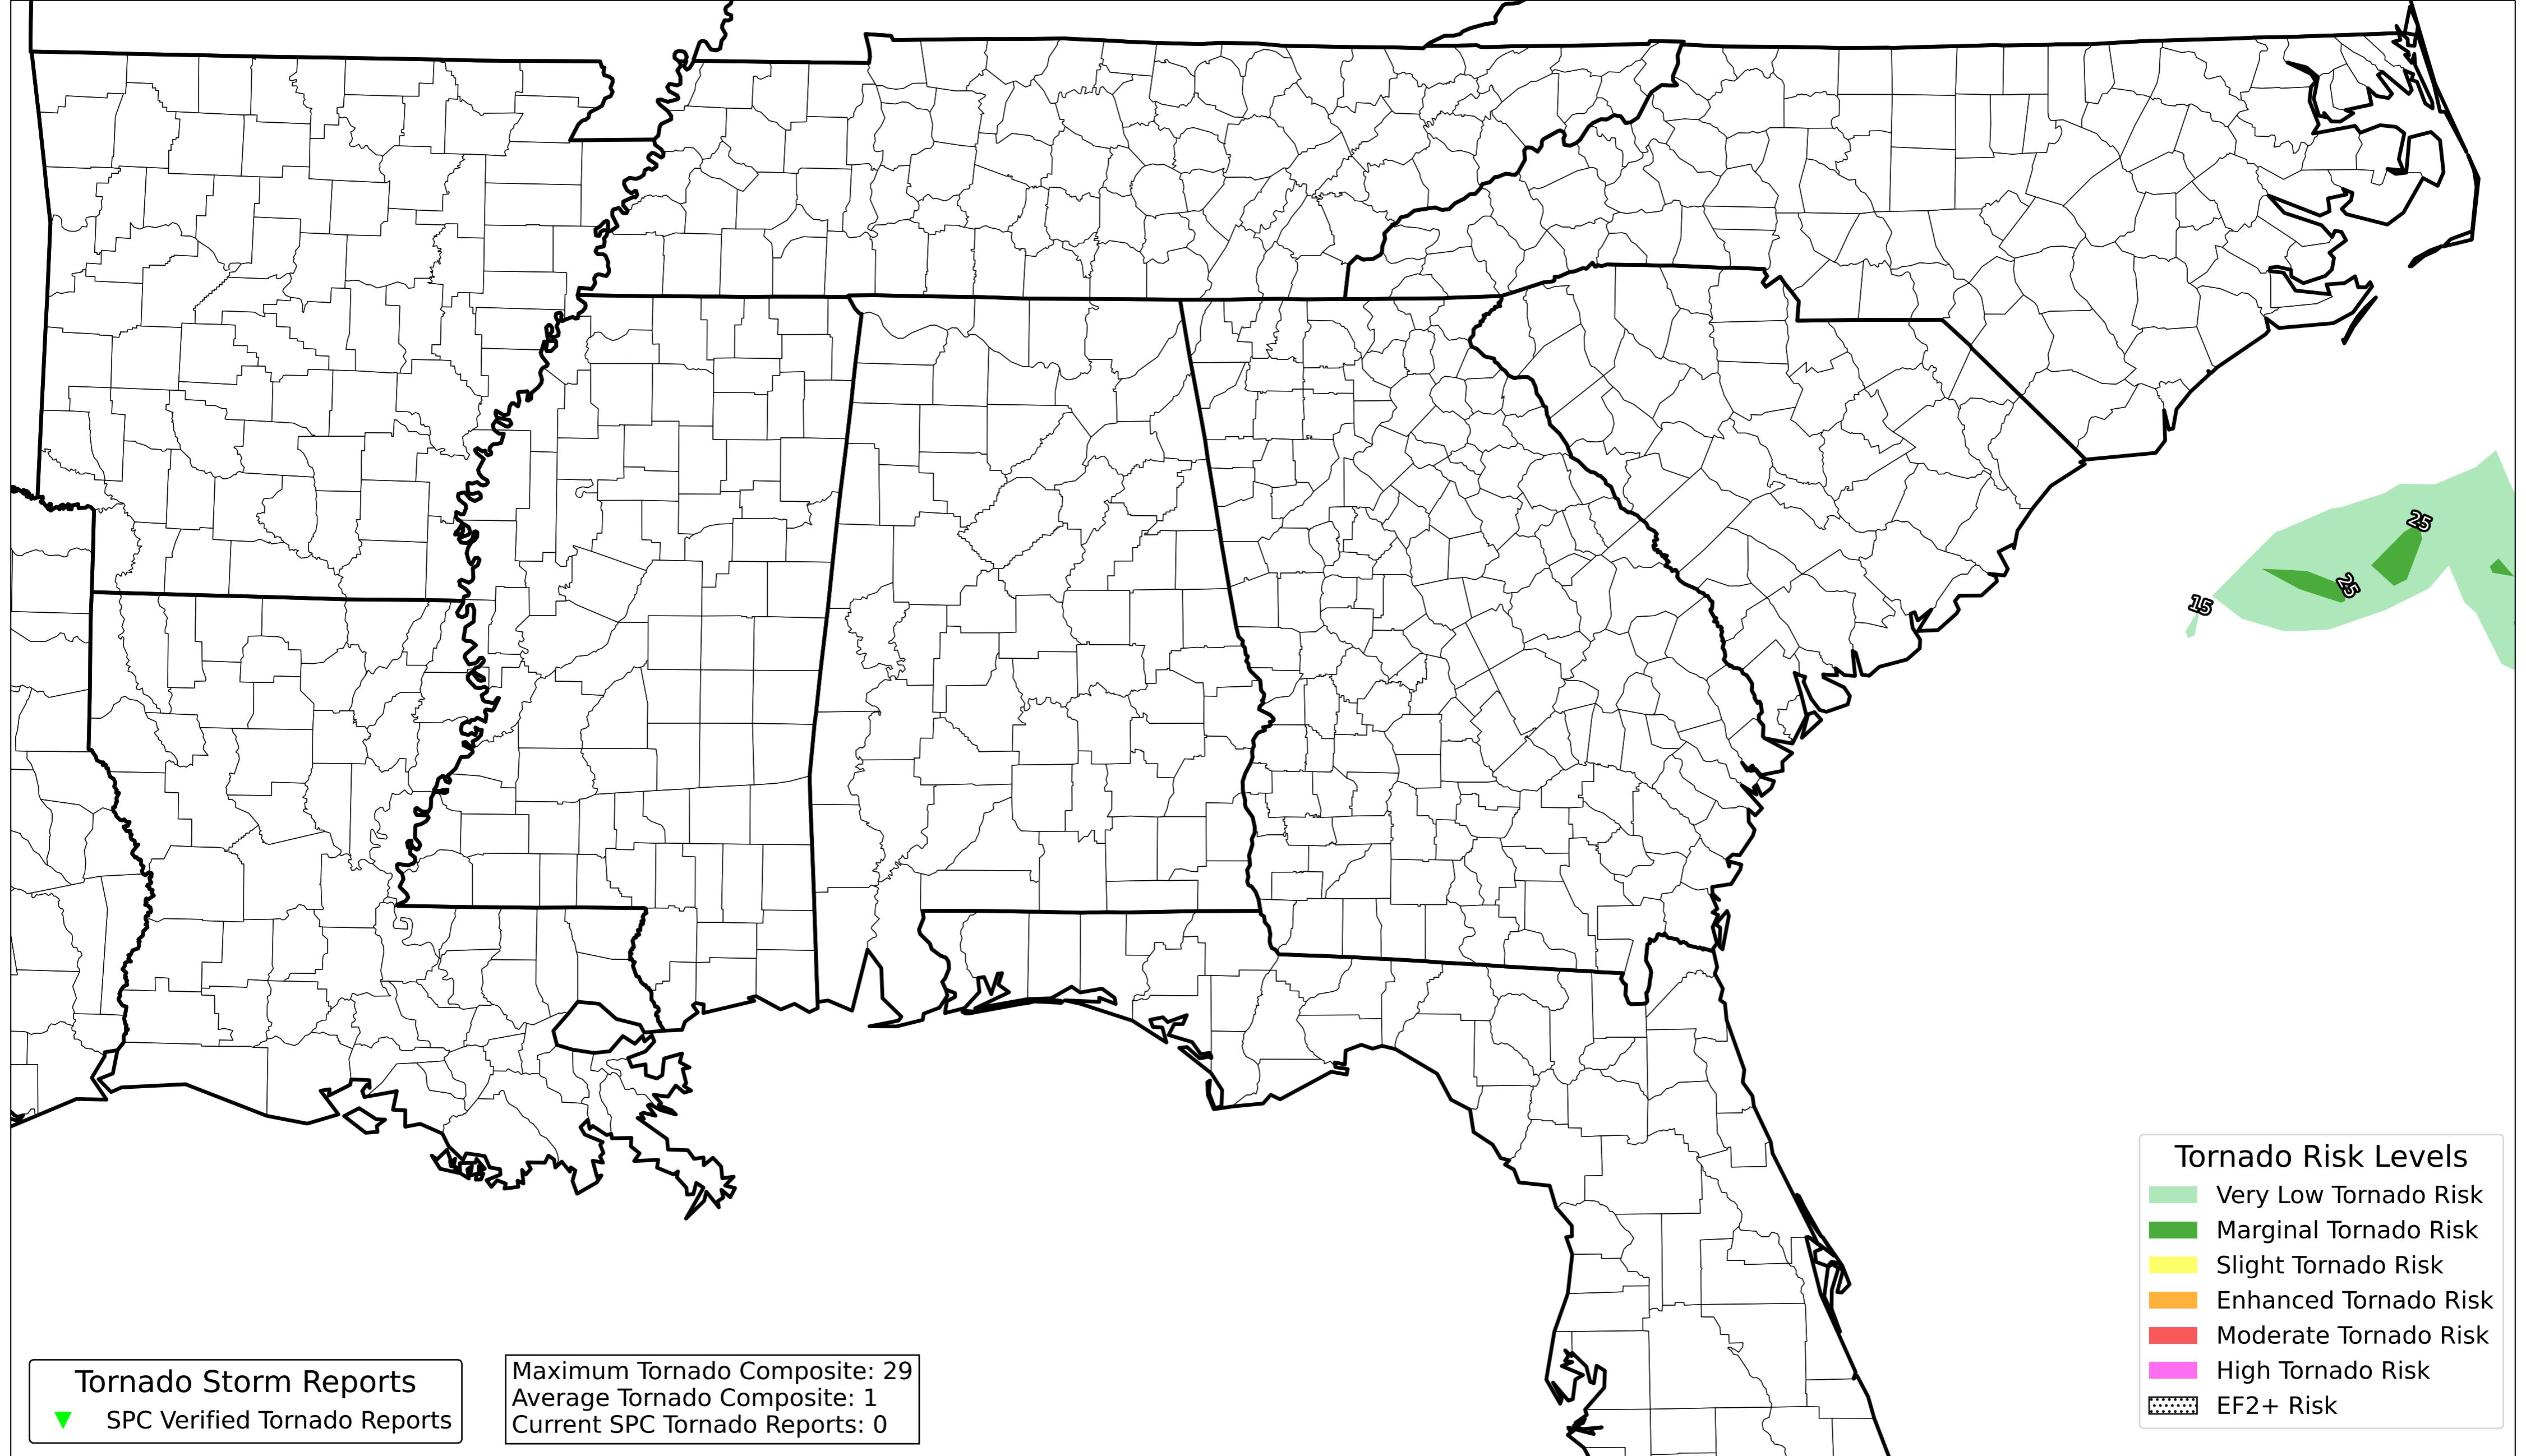 25
25
15
Tornado Risk Levels
Very Low Tornado Risk
Marginal Tornado Risk
Slight Tornado Risk
Enhanced Tornado Risk
Moderate Tornado Risk
High Tornado Risk
EF2+ Risk
Tornado Storm Reports
SPC Verified Tornado Reports
Maximum Tornado Composite: 29
Average Tornado Composite: 1
Current SPC Tornado Reports: 0